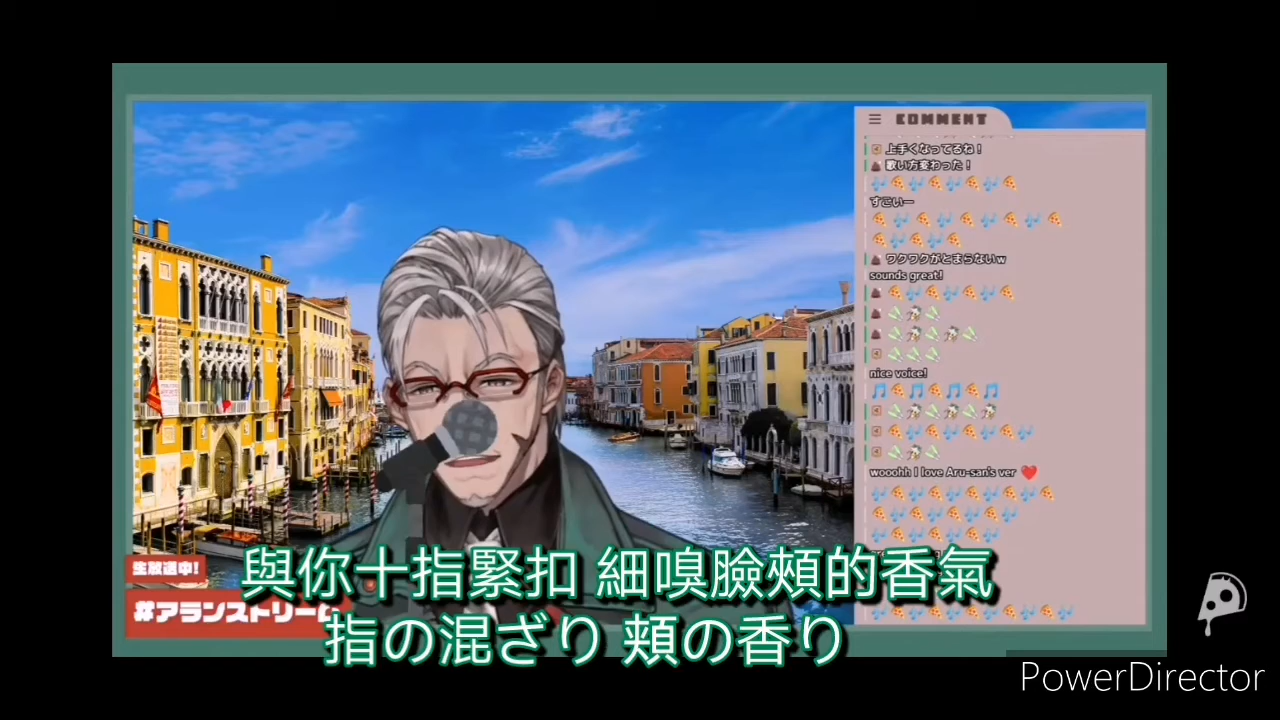 COMMENT
上手くなってるね！
歌い方変わった！
すごいー
ワクワクがとまらないw
sounds great!
nice voice!
wooohh I love Aru-san's ver
生放送中!
#アランストリーム
與你十指緊扣 細嗅臉頰的香氣
指の混ざり 頬の香り
PowerDirector